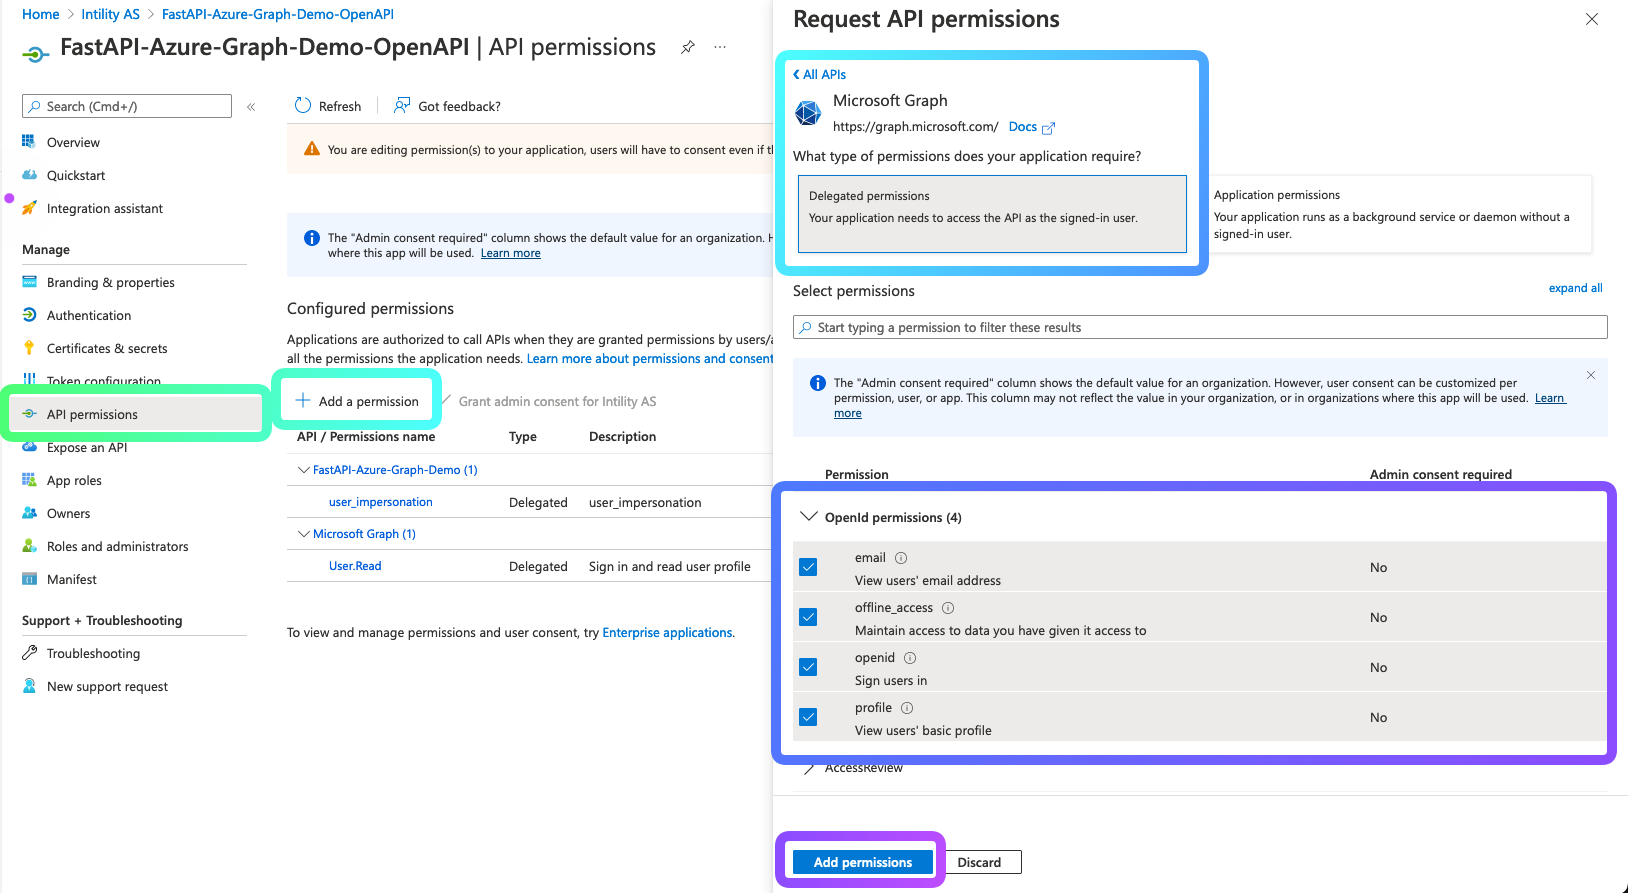 Home > Intility AS > FastAPI-Azure-Graph-Demo-OpenAPI
FastAPI-Azure-Graph-Demo-OpenAPI | API permissions
Search (Cmd+/)
Overview
Quickstart
Integration assistant
Manage
Branding & properties
Authentication
Certificates & secrets
Token configuration
API permissions
Expose an API
App roles
Owners
Roles and administrators
Manifest
Support + Troubleshooting
Troubleshooting
New support request
Refresh
Got feedback?
You are editing permission(s) to your application, users will have to consent even if
The "Admin consent required" column shows the default value for an organization.
where this app will be used. Learn more
Configured permissions
Applications are authorized to call APIs when they are granted permissions by users/
all the permissions the application needs. Learn more about permissions and consent
Add a permission
Grant admin consent for Intility AS
API / Permissions name Type Description
FastAPI-Azure-Graph-Demo (1)
user_impersonation Delegated user_impersonation
Microsoft Graph (1)
User.Read Delegated Sign in and read user profile
To view and manage permissions and user consent, try Enterprise applications.
Request API permissions
All APIs
Microsoft Graph
https://graph.microsoft.com/ Docs
What type of permissions does your application require?
Delegated permissions
Your application needs to access the API as the signed-in user.
Application permissions
Your application runs as a background service or daemon without a
signed-in user.
Select permissions
expand all
Start typing a permission to filter these results
The "Admin consent required" column shows the default value for an organization. However, user consent can be customized per
permission, user, or app. This column may not reflect the value in your organization, or in organizations where this app will be used. Learn
more
Permission Admin consent required
OpenId permissions (4)
email
View users' email address
No
offline_access
Maintain access to data you have given it access to
No
openid
Sign users in
No
profile
View users' basic profile
No
AccessReview
Add permissions
Discard